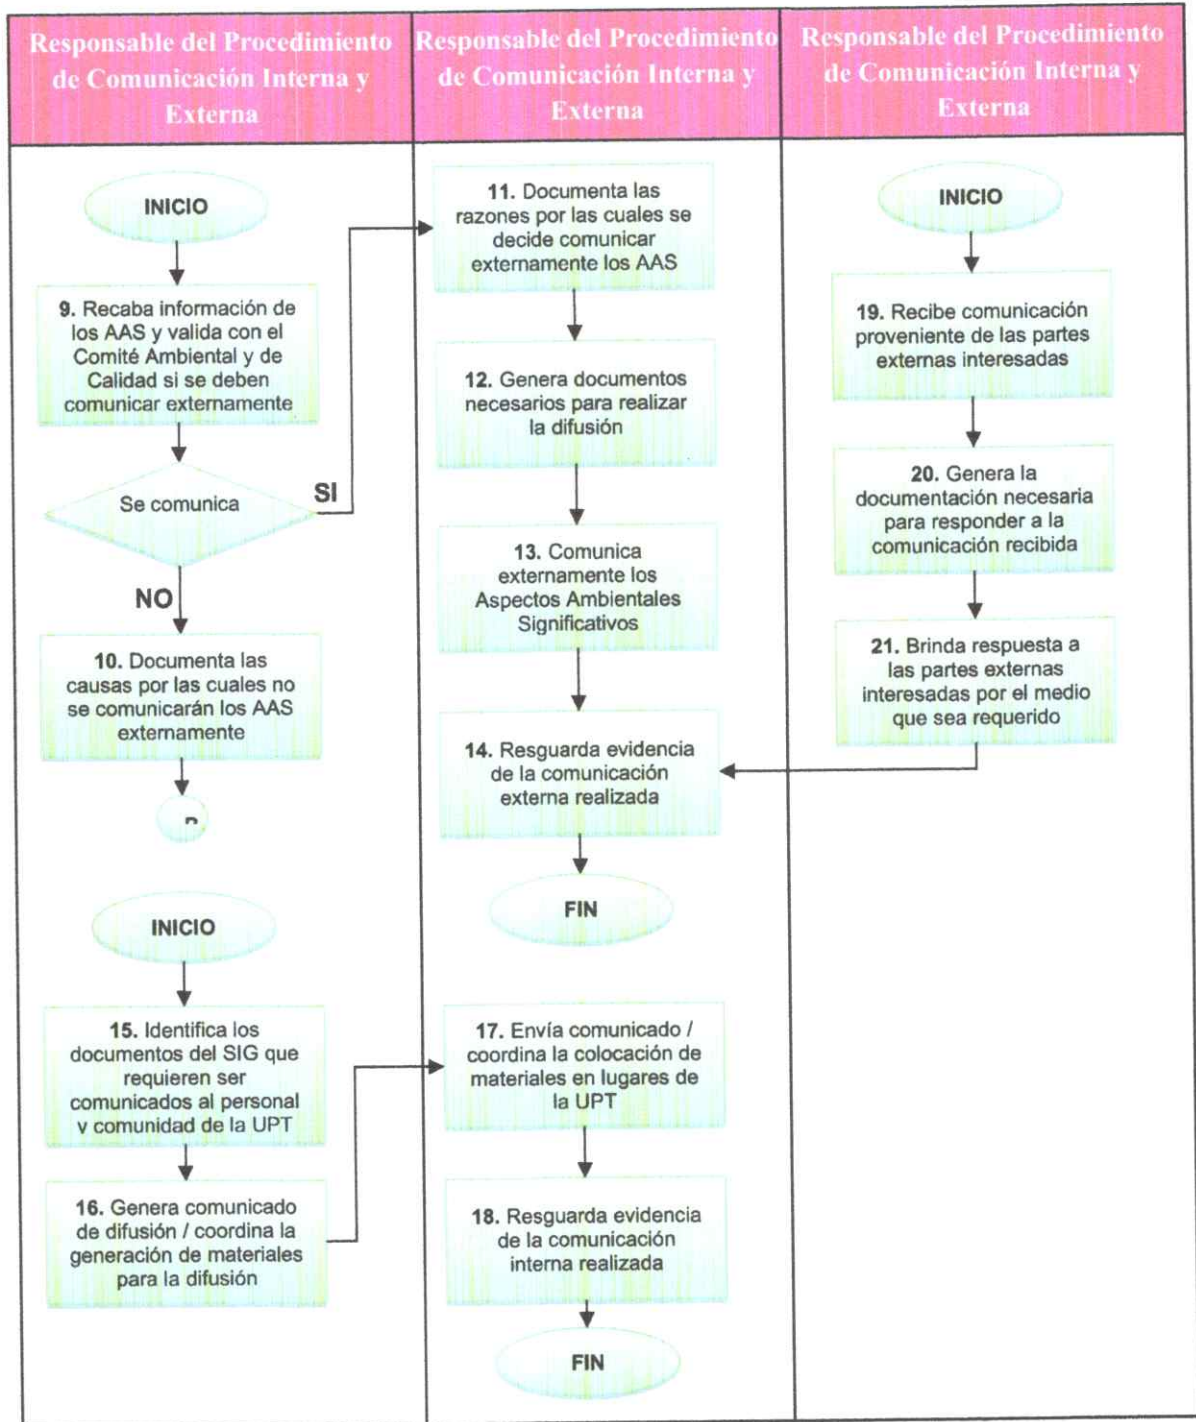 Responsable del Procedimiento
de Comunicación Interna y
Externa
Responsable del Procedimiento
de Comunicación Interna y
Externa
Responsable del Procedimiento
de Comunicación Interna y
Externa
INICIO
9. Recaba información de
los AAS y valida con el
Comité Ambiental y de
Calidad si se deben
comunicar externamente
Se comunica
SI
NO
10. Documenta las
causas por las cuales no
se comunicarán los AAS
externamente
INICIO
15. Identifica los
documentos del SIG que
requieren ser
comunicados al personal
y comunidad de la UPT
16. Genera comunicado
de difusión / coordina la
generación de materiales
para la difusión
11. Documenta las
razones por las cuales se
decide comunicar
externamente los AAS
12. Genera documentos
necesarios para realizar
la difusión
13. Comunica
externamente los
Aspectos Ambientales
Significativos
14. Resguarda evidencia
de la comunicación
externa realizada
FIN
17. Envía comunicado /
coordina la colocación de
materiales en lugares de
la UPT
18. Resguarda evidencia
de la comunicación
interna realizada
FIN
INICIO
19. Recibe comunicación
proveniente de las partes
externas interesadas
20. Genera la
documentación necesaria
para responder a la
comunicación recibida
21. Brinda respuesta a
las partes externas
interesadas por el medio
que sea requerido